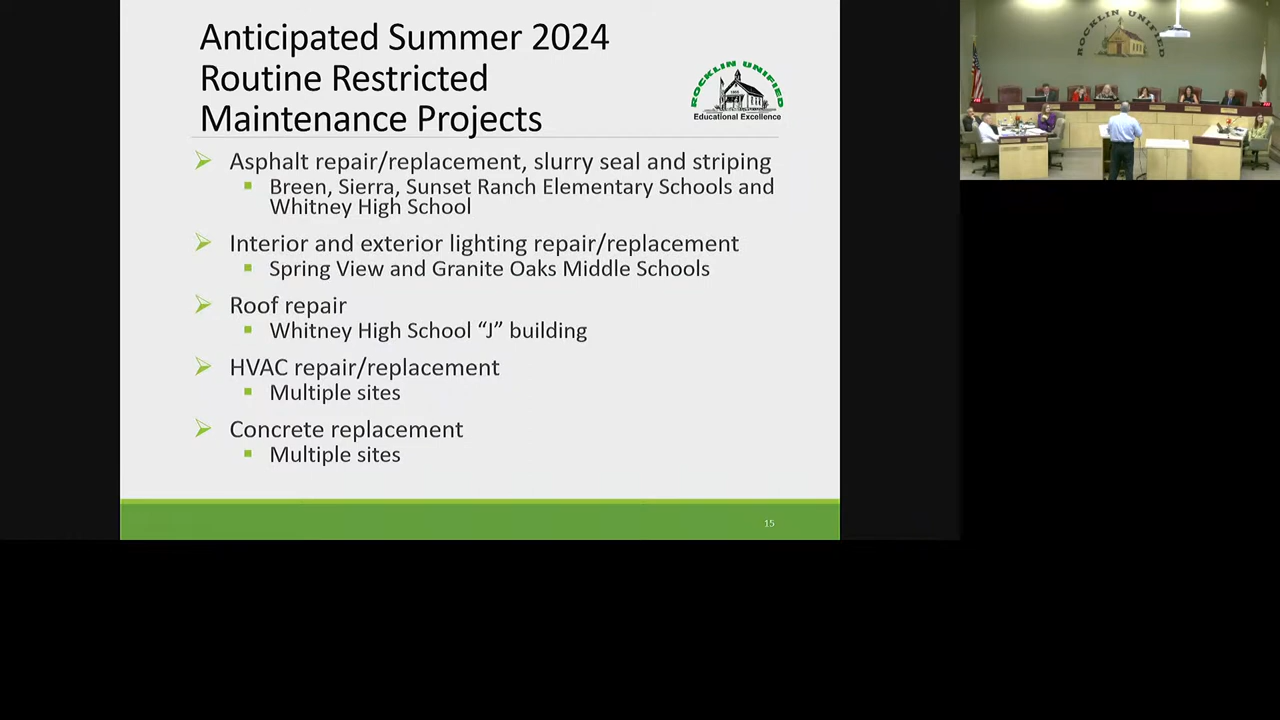 Anticipated Summer 2024
Routine Restricted
Maintenance Projects
ROCKLIN UNIFIED
Educational Excellence
Asphalt repair/replacement, slurry seal and striping
Breen, Sierra, Sunset Ranch Elementary Schools and
Whitney High School
Interior and exterior lighting repair/replacement
Spring View and Granite Oaks Middle Schools
Roof repair
Whitney High School “J” building
HVAC repair/replacement
Multiple sites
Concrete replacement
Multiple sites
15
ROCKLIN UNIFIED